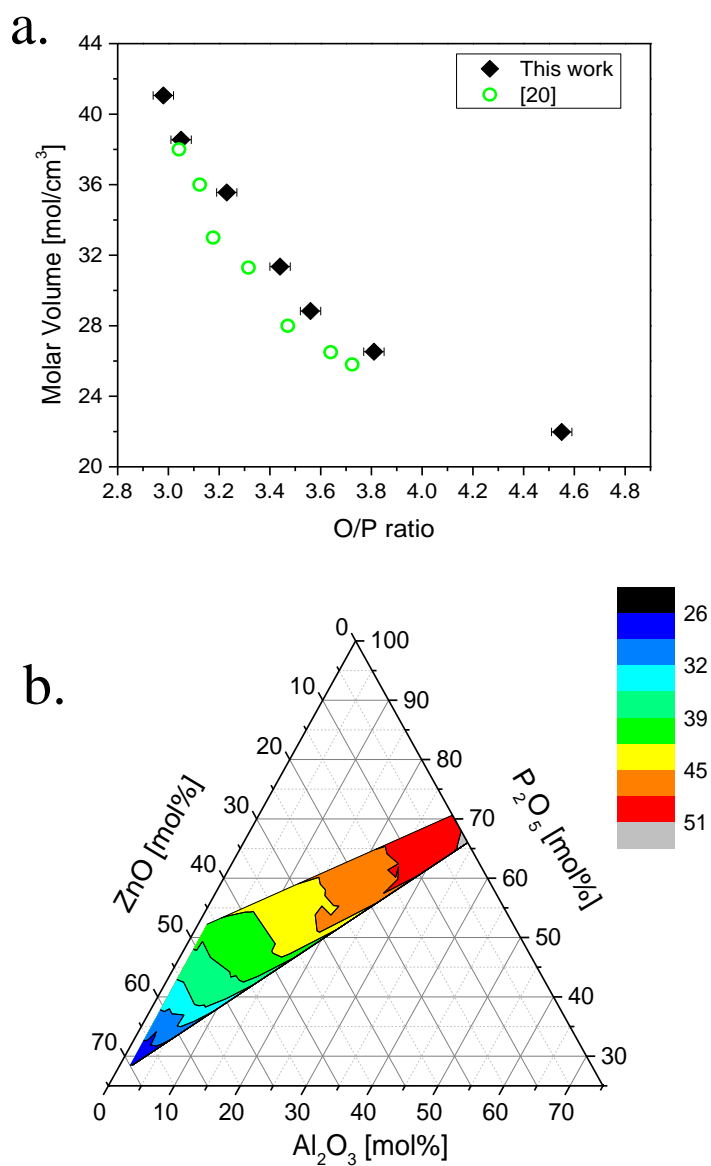 a.
44
40
36
32
28
24
20
Molar Volume [mol/cm³]
This work
[20]
2.8 3.0 3.2 3.4 3.6 3.8 4.0 4.2 4.4 4.6 4.8
O/P ratio
b.
26
32
39
45
51
0
10
20
30
40
50
60
70
ZnO [mol%]
100
90
80
70
60
50
40
30
P₂O₅ [mol%]
0 10 20 30 40 50 60 70
Al₂O₃ [mol%]